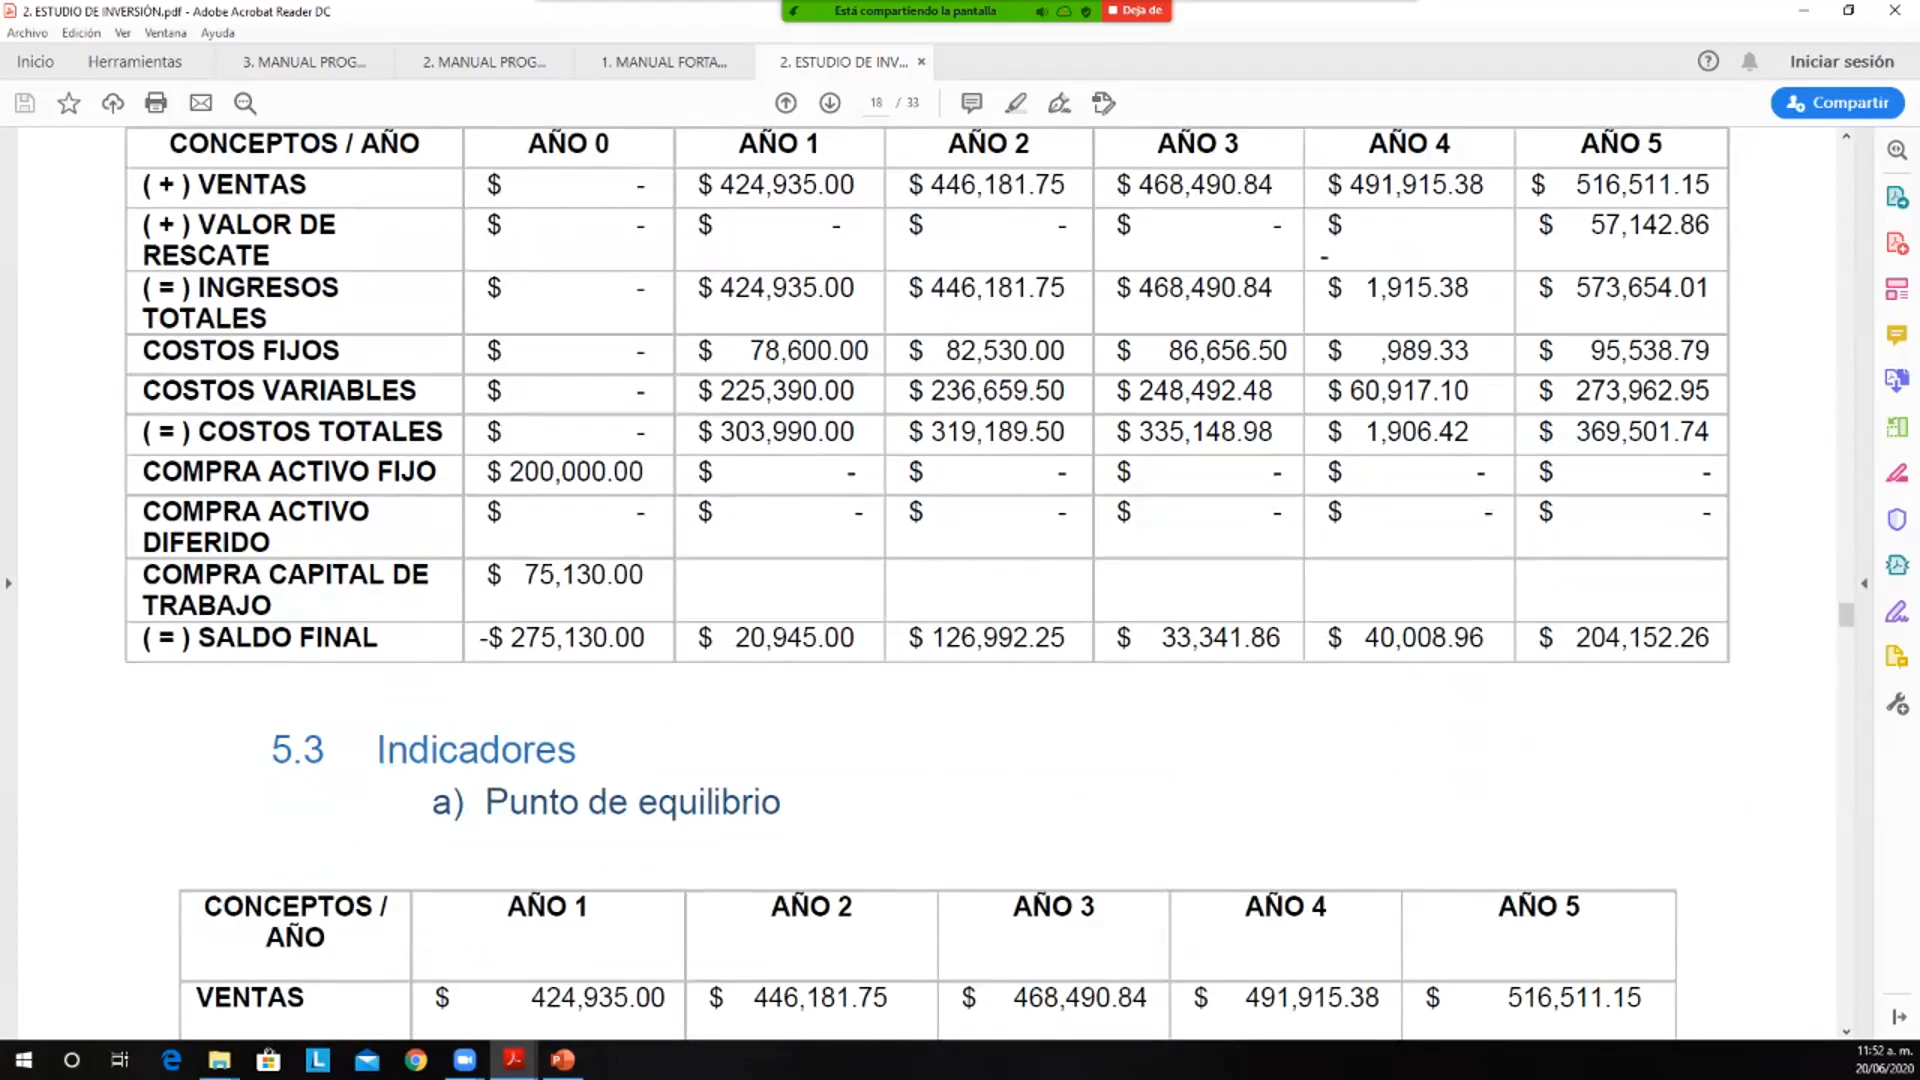 2. ESTUDIO DE INVERSIÓN.pdf - Adobe Acrobat Reader DC
Está compartiendo la pantalla
Deja de
Archivo Edición Ver Ventana Ayuda
Inicio Herramientas 3. MANUAL PROG... 2. MANUAL PROG... 1. MANUAL FORTA... 2. ESTUDIO DE INV... Iniciar sesión
18 / 33 Compartir
CONCEPTOS / AÑO AÑO 0 AÑO 1 AÑO 2 AÑO 3 AÑO 4 AÑO 5
( + ) VENTAS $ - $ 424,935.00 $ 446,181.75 $ 468,490.84 $ 491,915.38 $ 516,511.15
( + ) VALOR DE $ - $ - $ - $ - $ $ 57,142.86
RESCATE -
( = ) INGRESOS $ - $ 424,935.00 $ 446,181.75 $ 468,490.84 $ 1,915.38 $ 573,654.01
TOTALES
COSTOS FIJOS $ - $ 78,600.00 $ 82,530.00 $ 86,656.50 $ ,989.33 $ 95,538.79
COSTOS VARIABLES $ - $ 225,390.00 $ 236,659.50 $ 248,492.48 $ 60,917.10 $ 273,962.95
( = ) COSTOS TOTALES $ - $ 303,990.00 $ 319,189.50 $ 335,148.98 $ 1,906.42 $ 369,501.74
COMPRA ACTIVO FIJO $ 200,000.00 $ - $ - $ - $ - $ -
COMPRA ACTIVO $ - $ - $ - $ - $ - $ -
DIFERIDO
COMPRA CAPITAL DE $ 75,130.00
TRABAJO
( = ) SALDO FINAL -$ 275,130.00 $ 20,945.00 $ 126,992.25 $ 33,341.86 $ 40,008.96 $ 204,152.26
5.3 Indicadores
a) Punto de equilibrio
CONCEPTOS / AÑO 1 AÑO 2 AÑO 3 AÑO 4 AÑO 5
AÑO
VENTAS $ 424,935.00 $ 446,181.75 $ 468,490.84 $ 491,915.38 $ 516,511.15
11:52 a. m.
20/06/2020